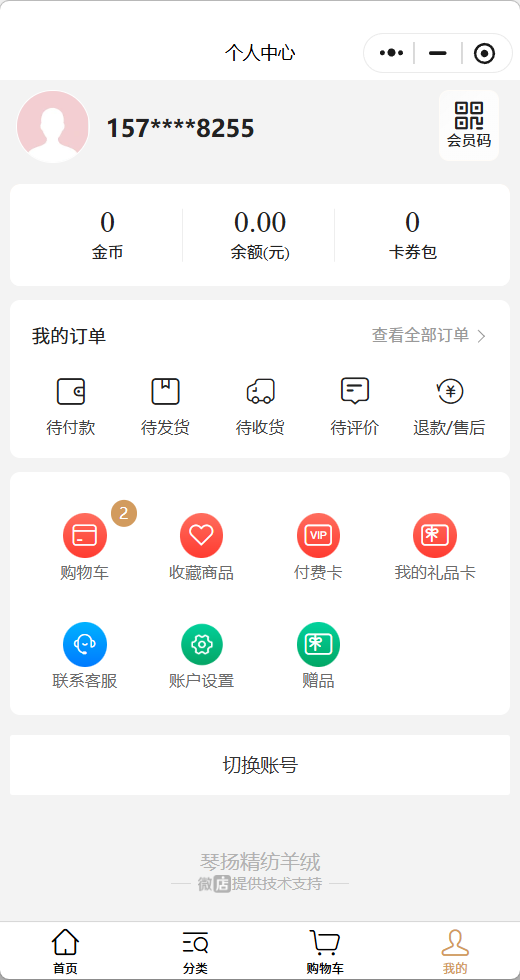 个人中心
157****8255
会员码
0 0.00 0
金币 余额(元) 卡券包
我的订单 查看全部订单
待付款 待发货 待收货 待评价 退款/售后
2
VIP
购物车 收藏商品 付费卡 我的礼品卡
联系客服 账户设置 赠品
切换账号
琴扬精纺羊绒
微店提供技术支持
首页 分类 购物车 我的